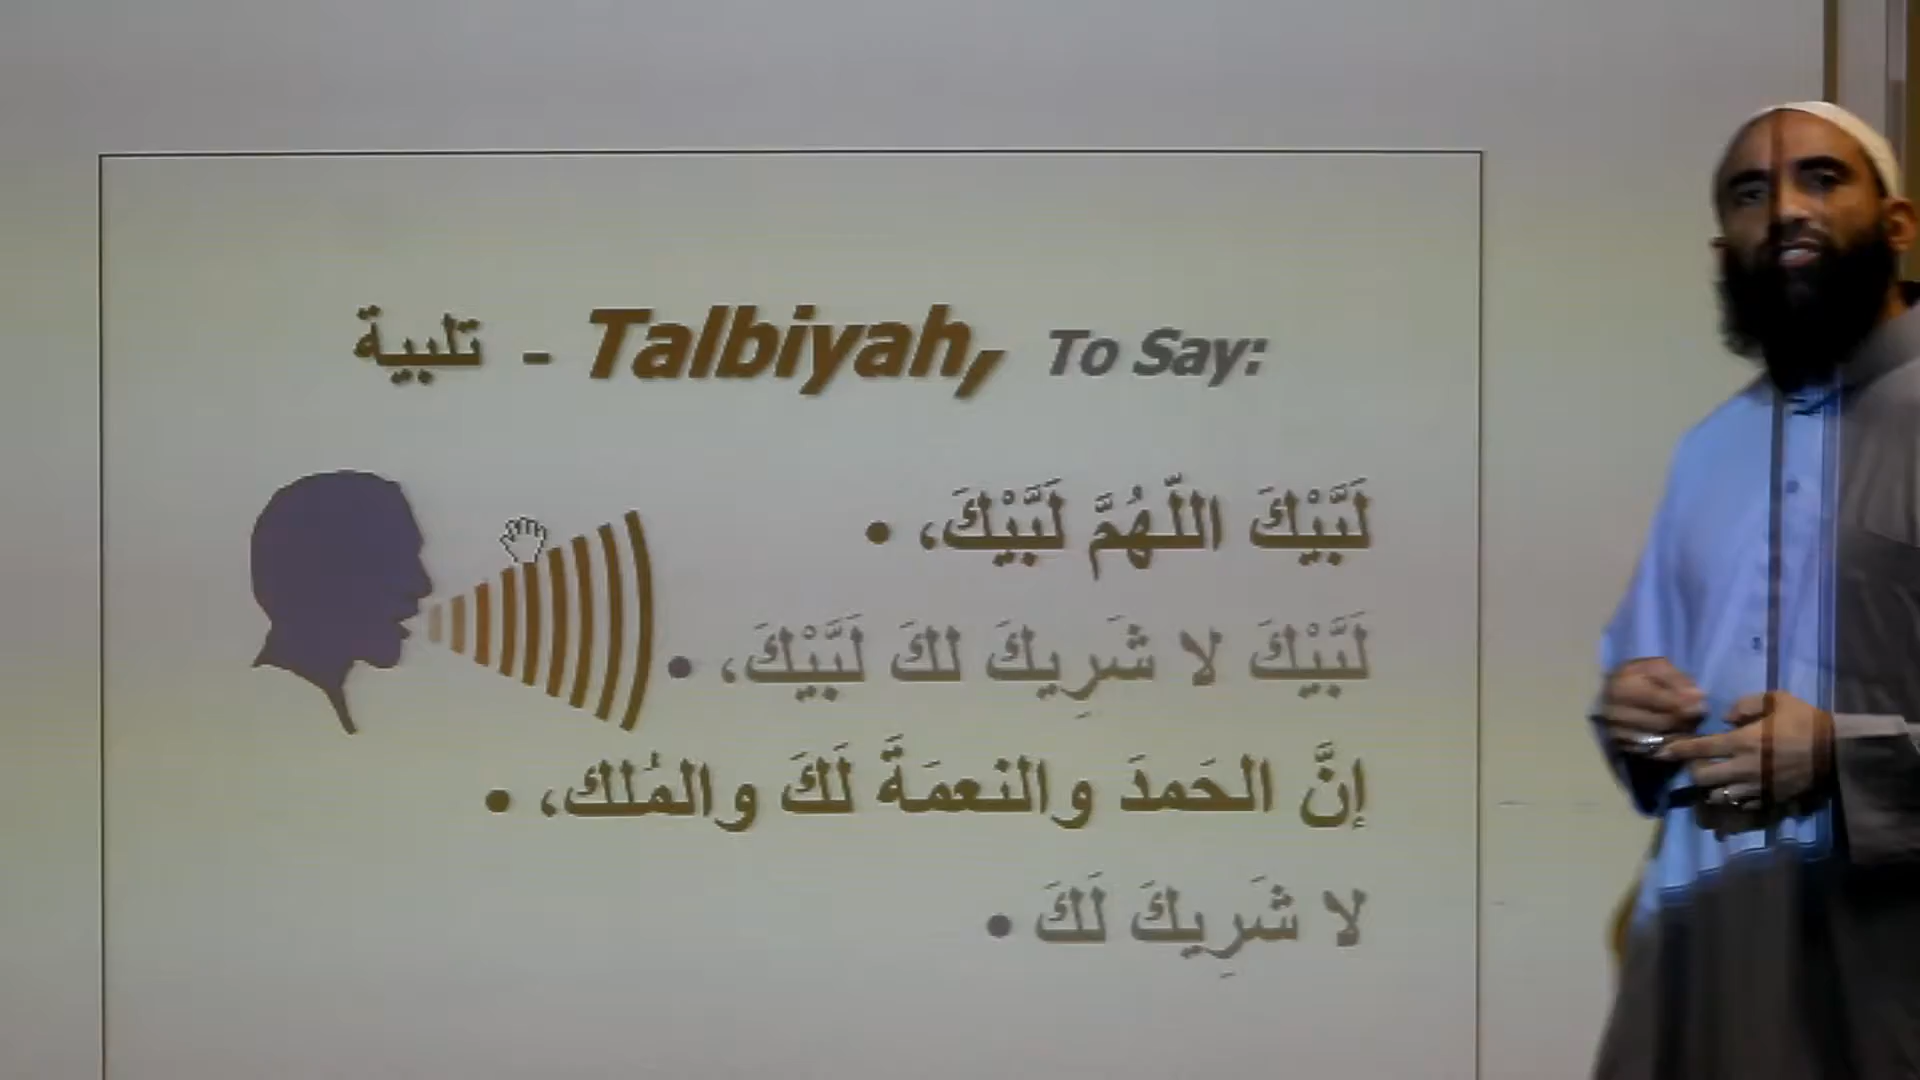 تلبية - Talbiyah, To Say:
لَبَّيْكَ اللّهُمَّ لَبَّيْكَ، •
لَبَّيْكَ لا شَرِيكَ لكَ لَبَّيْكَ، •
إنَّ الحَمدَ والنعمَةَ لَكَ والمُلك، •
لا شَرِيكَ لَكَ •